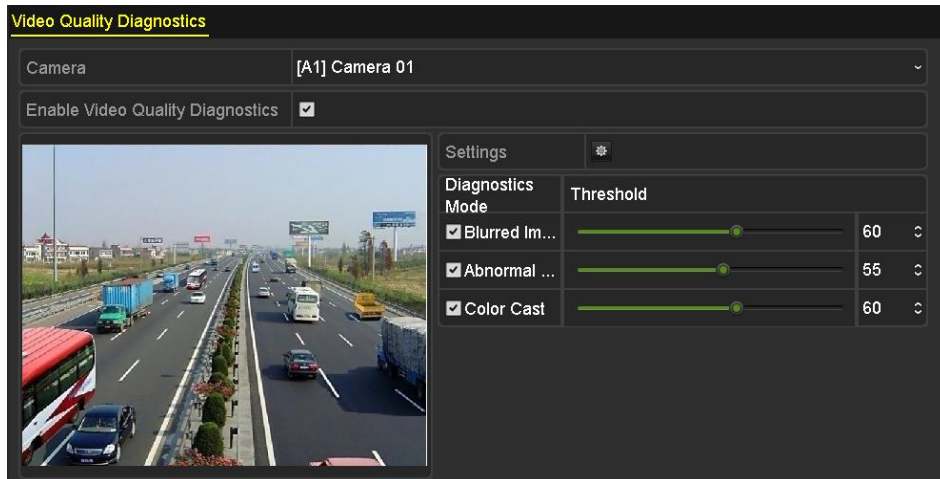 Video Quality Diagnostics
Camera
[A1] Camera 01
Enable Video Quality Diagnostics
Settings
Diagnostics
Mode
Threshold
Blurred Im...
60
Abnormal ...
55
Color Cast
60